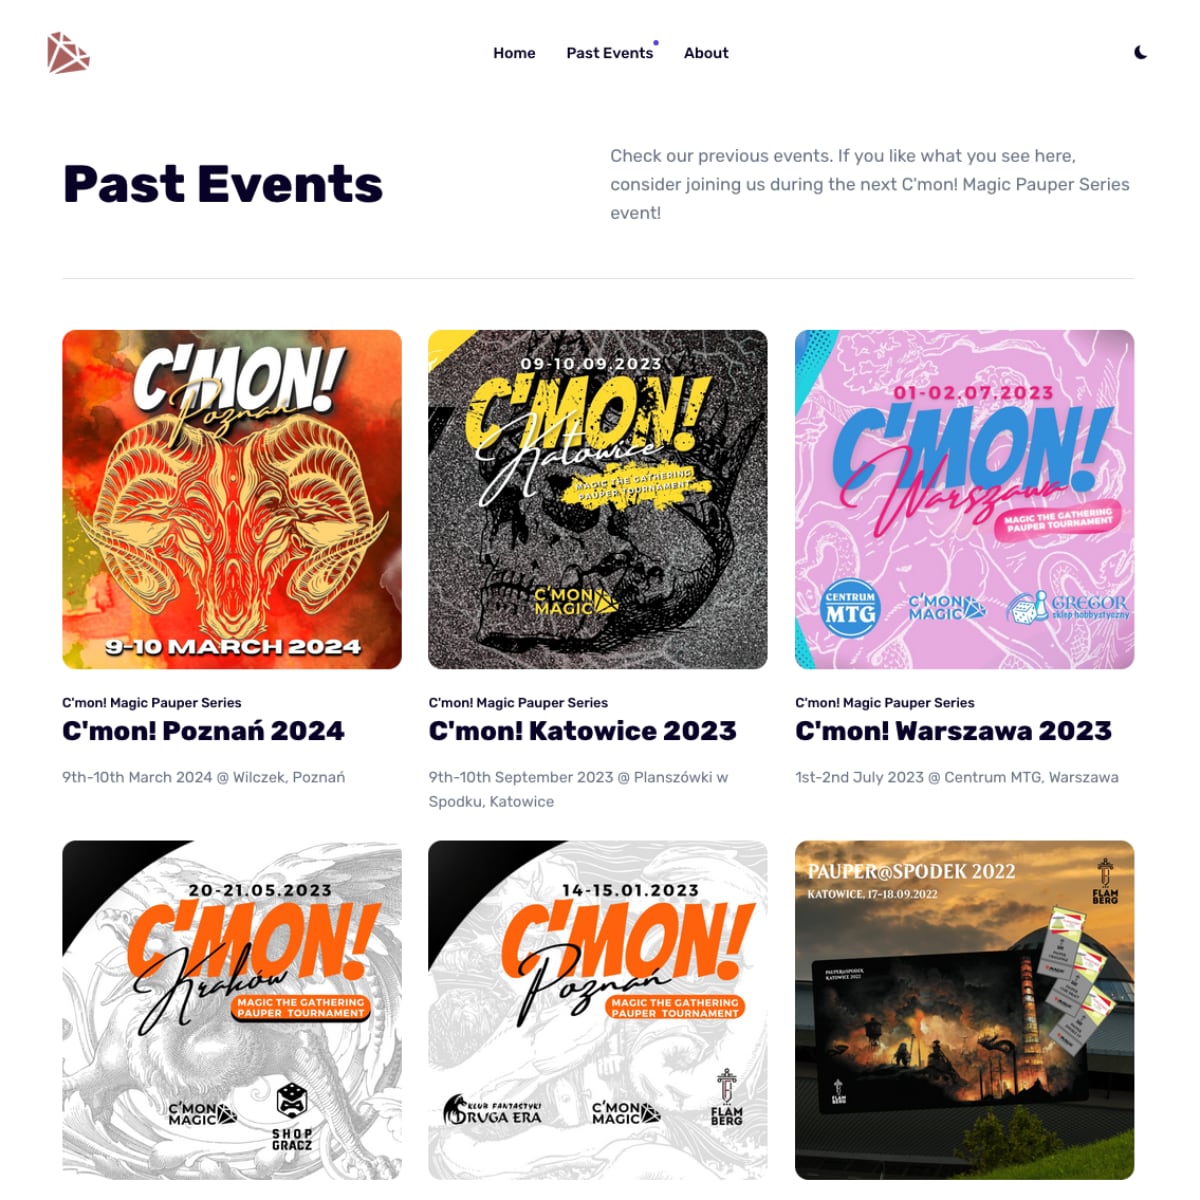 Home
Past Events
About
Past Events
Check our previous events. If you like what you see here,
consider joining us during the next C'mon! Magic Pauper Series
event!
C'MON!
Poznań
9-10 MARCH 2024
09-10.09.2023
C'MON!
Katowice
MAGIC THE GATHERING
PAUPER TOURNAMENT
C'MON
MAGIC
01-02.07.2023
C'MON!
Warszawa
MAGIC THE GATHERING
PAUPER TOURNAMENT
CENTRUM
MTG
C'MON
MAGIC
GREGOR
sklep hobbystyczny
C'mon! Magic Pauper Series
C'mon! Poznań 2024
9th-10th March 2024 @ Wilczek, Poznań
C'mon! Magic Pauper Series
C'mon! Katowice 2023
9th-10th September 2023 @ Planszówki w
Spodku, Katowice
C'mon! Magic Pauper Series
C'mon! Warszawa 2023
1st-2nd July 2023 @ Centrum MTG, Warszawa
20-21.05.2023
C'MON!
Kraków
MAGIC THE GATHERING
PAUPER TOURNAMENT
C'MON
MAGIC
SHOP
GRACZ
14-15.01.2023
C'MON!
Poznań
MAGIC THE GATHERING
PAUPER TOURNAMENT
KLUB FANTASTYKI
DRUGA ERA
C'MON
MAGIC
FLAM
BERG
PAUPER@SPODEK 2022
KATOWICE, 17-18.09.2022
FLAM
BERG
PAUPER@SPODEK
KATOWICE 2022
FLAM
BERG